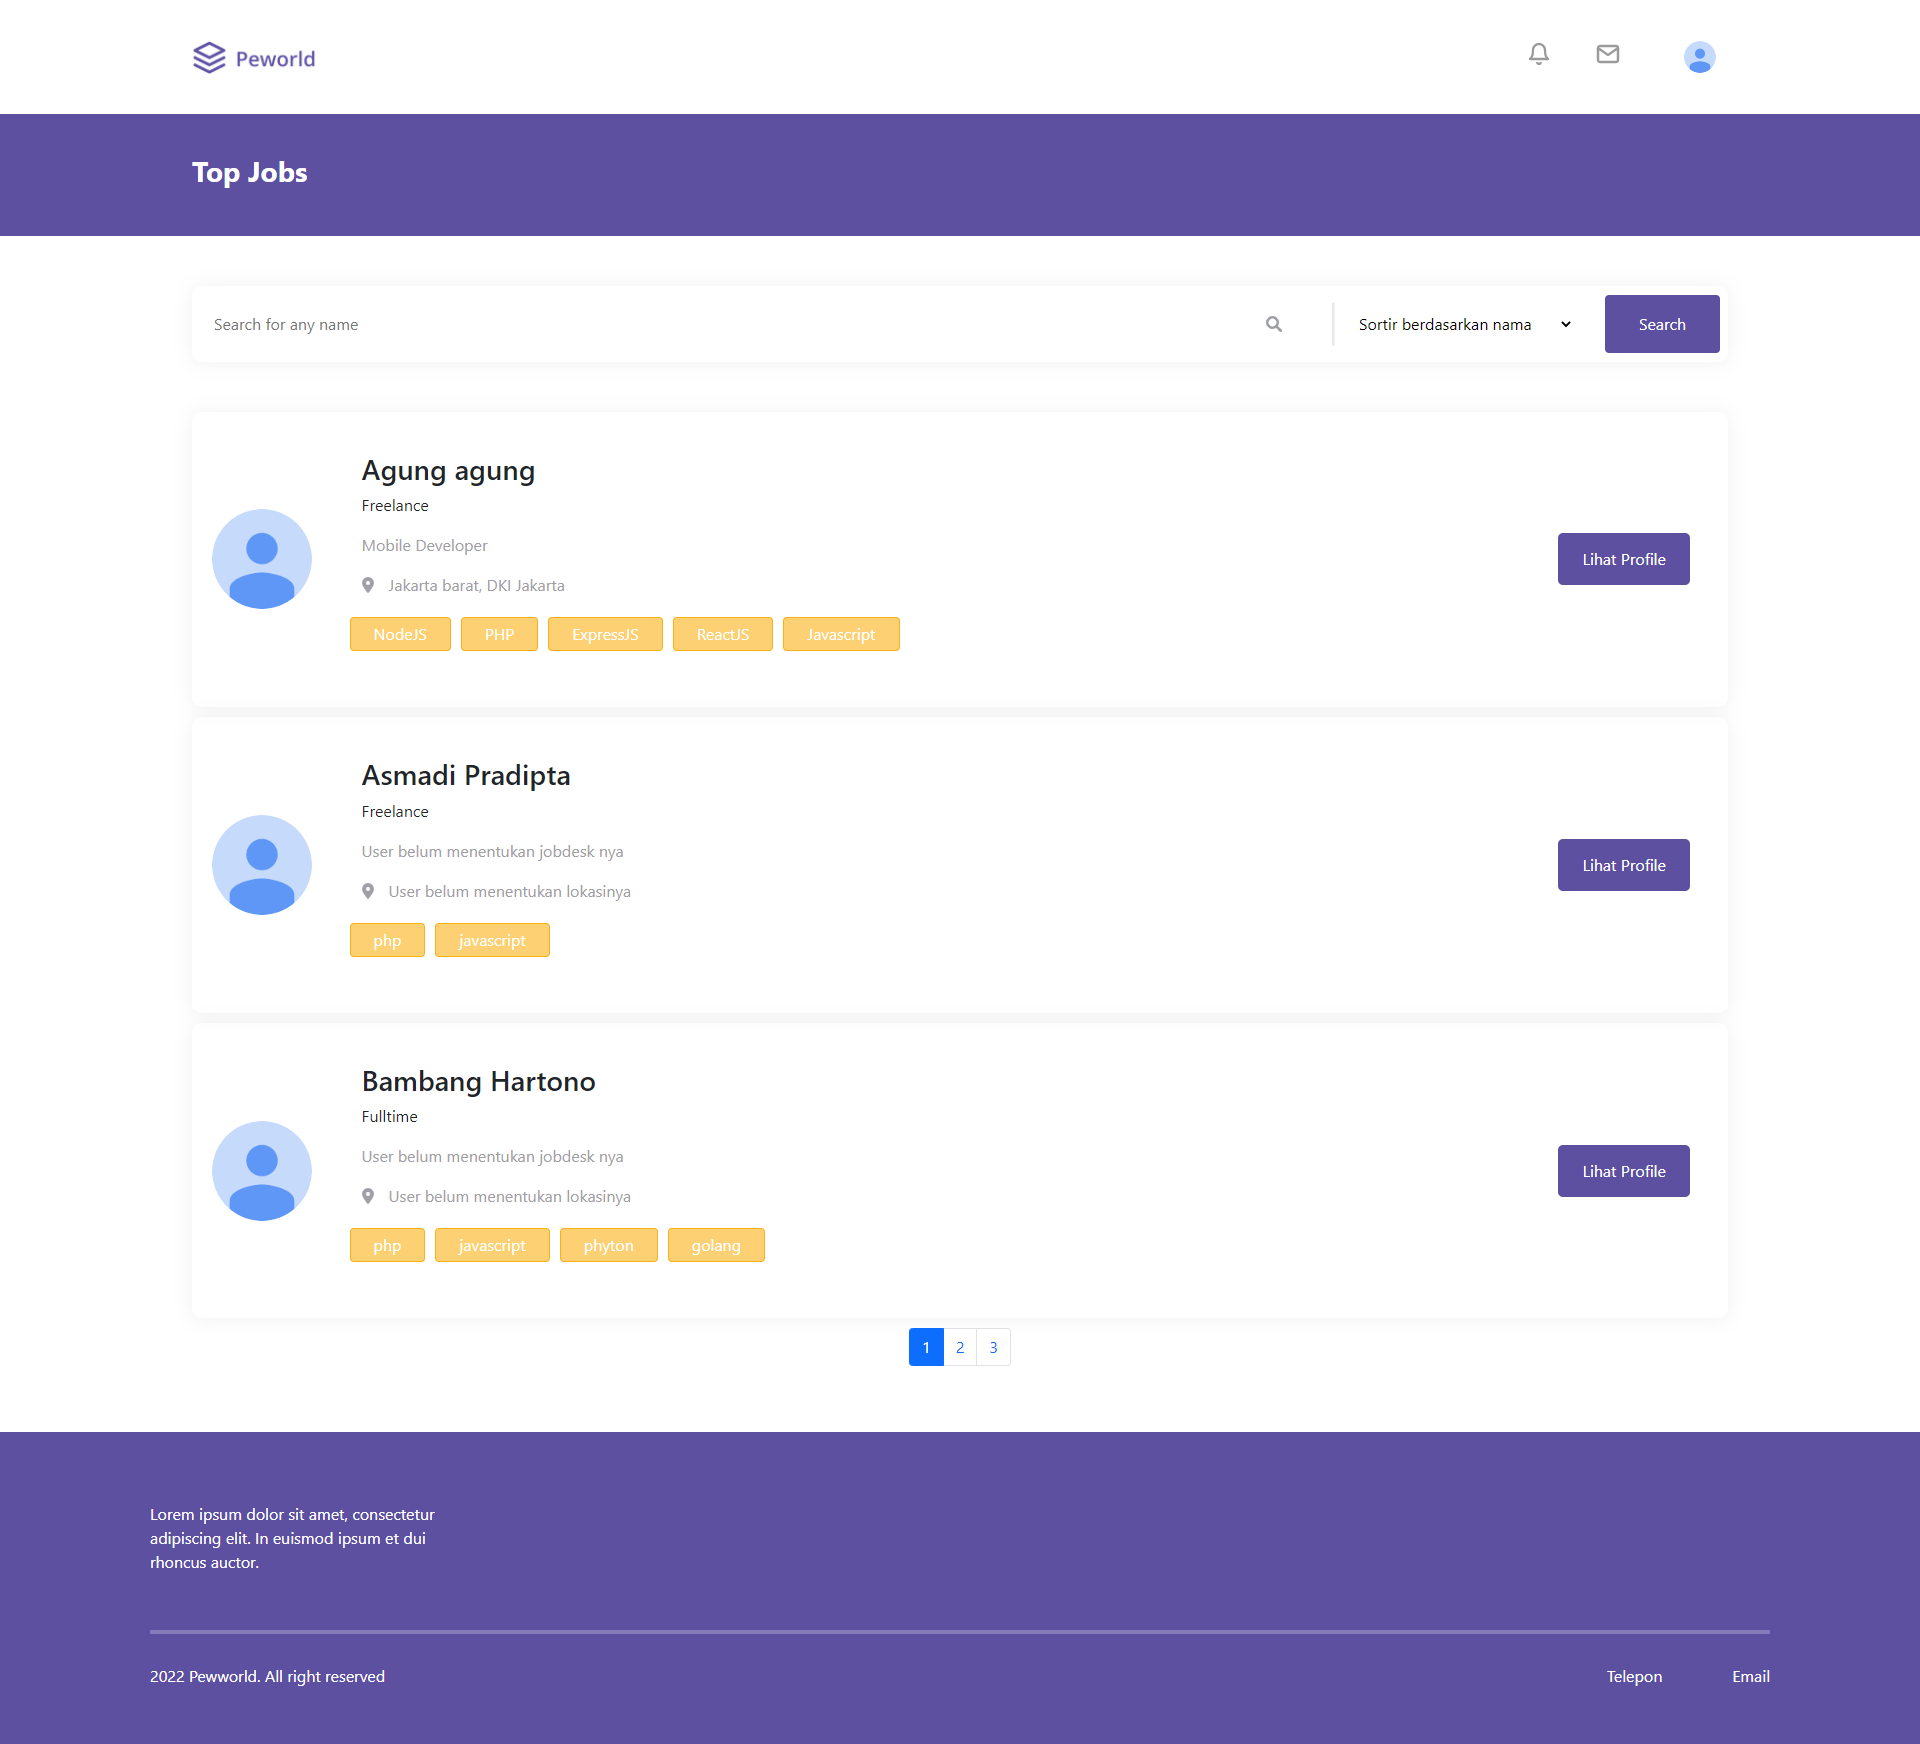 Peworld
Top Jobs
Search for any name
Sortir berdasarkan nama
Search
Agung agung
Freelance
Mobile Developer
Jakarta barat, DKI Jakarta
NodeJS PHP ExpressJS ReactJS Javascript
Lihat Profile
Asmadi Pradipta
Freelance
User belum menentukan jobdesk nya
User belum menentukan lokasinya
php javascript
Lihat Profile
Bambang Hartono
Fulltime
User belum menentukan jobdesk nya
User belum menentukan lokasinya
php javascript phyton golang
Lihat Profile
1 2 3
Lorem ipsum dolor sit amet, consectetur
adipiscing elit. In euismod ipsum et dui
rhoncus auctor.
2022 Pewworld. All right reserved
Telepon Email